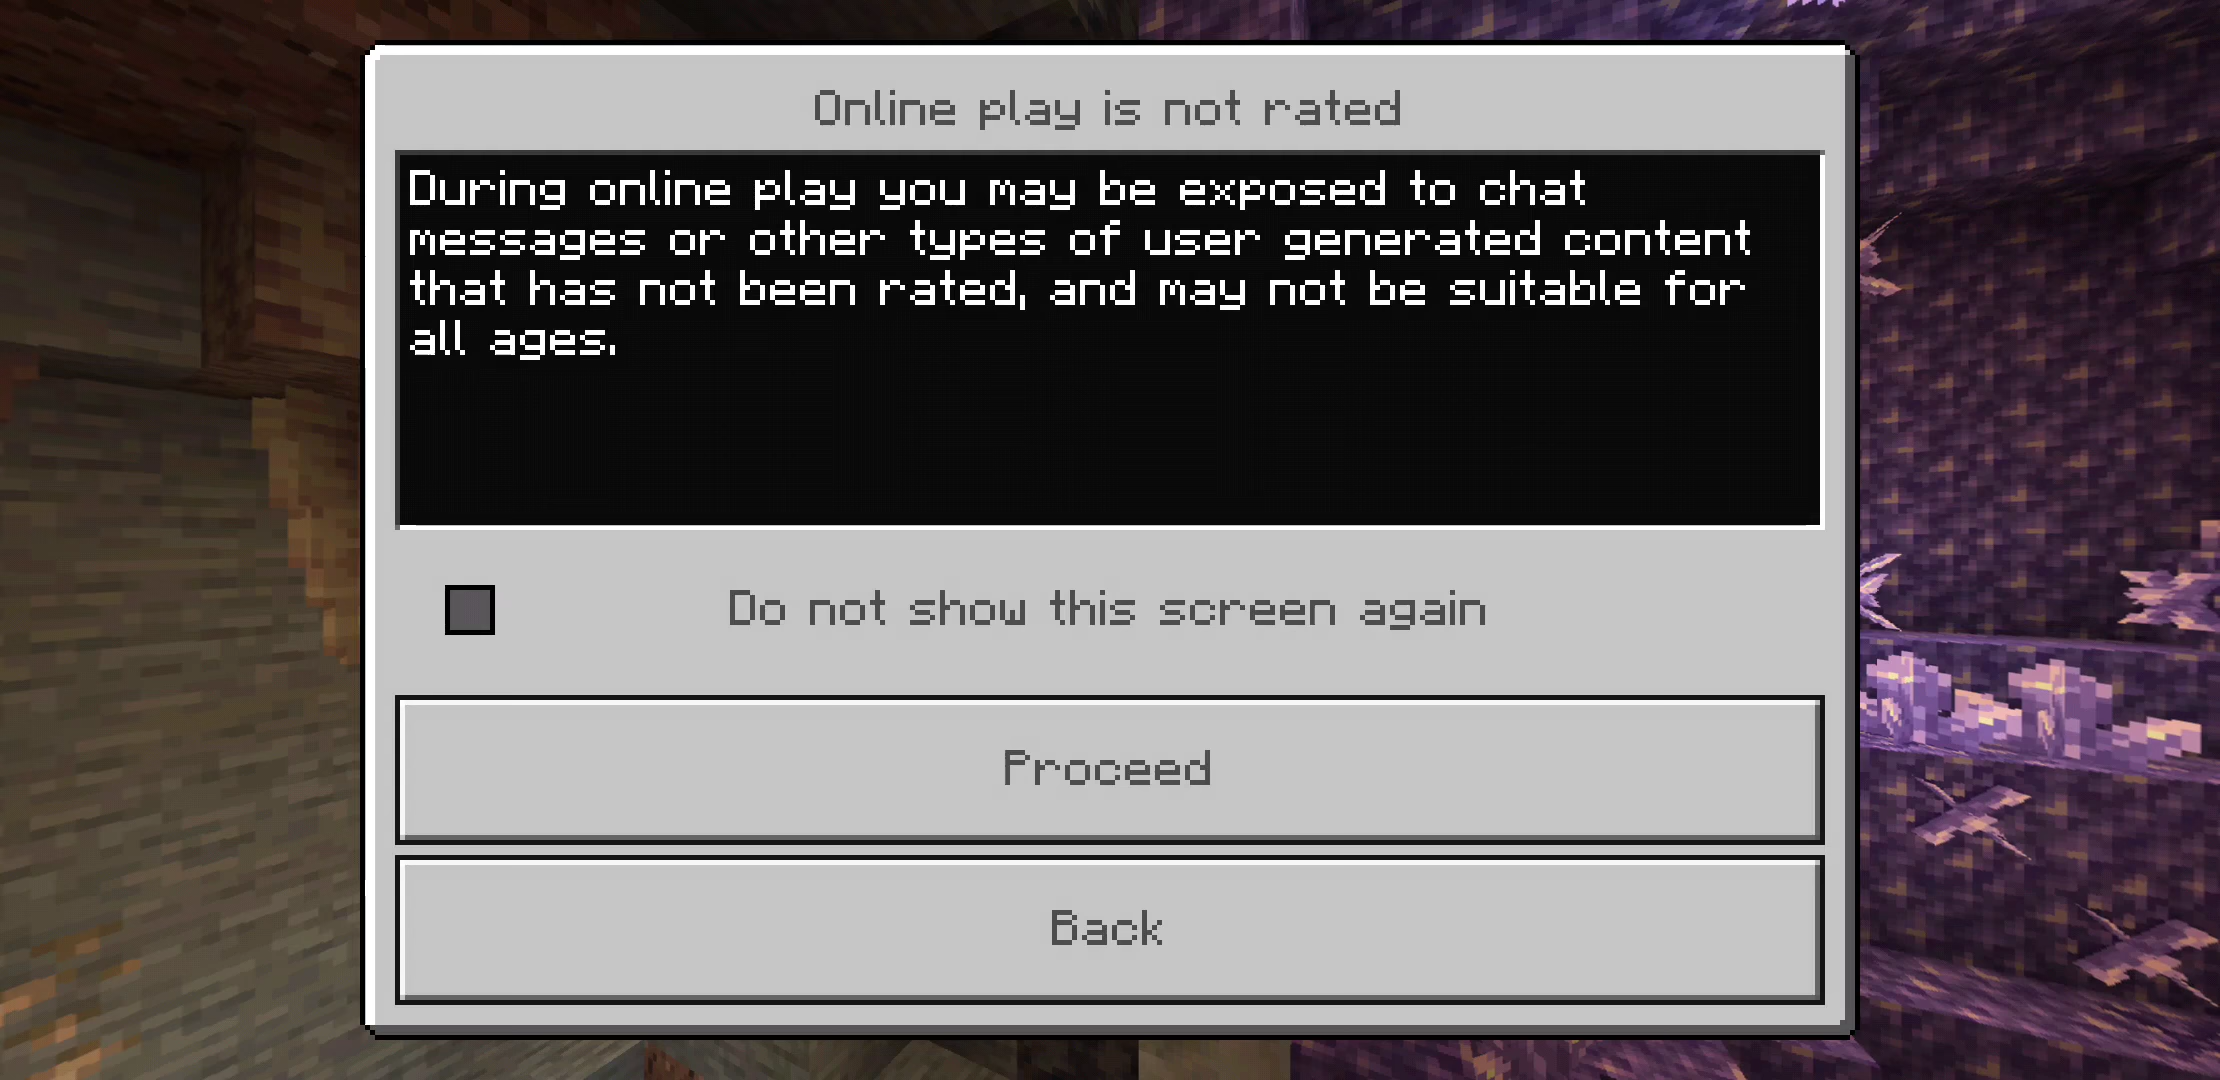 Online play is not rated
During online play you may be exposed to chat
messages or other types of user generated content
that has not been rated, and may not be suitable for
all ages.
Do not show this screen again
Proceed
Back